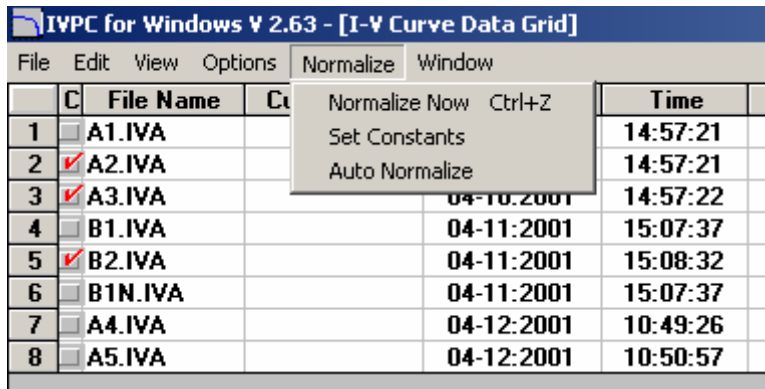 IVPC for Windows V 2.63 - [I-V Curve Data Grid]
File Edit View Options Normalize Window
C File Name Cu Time
Normalize Now Ctrl+Z
Set Constants
Auto Normalize
1 A1.IVA 14:57:21
2 A2.IVA 14:57:21
3 A3.IVA 04-10:2001 14:57:22
4 B1.IVA 04-11:2001 15:07:37
5 B2.IVA 04-11:2001 15:08:32
6 B1N.IVA 04-11:2001 15:07:37
7 A4.IVA 04-12:2001 10:49:26
8 A5.IVA 04-12:2001 10:50:57